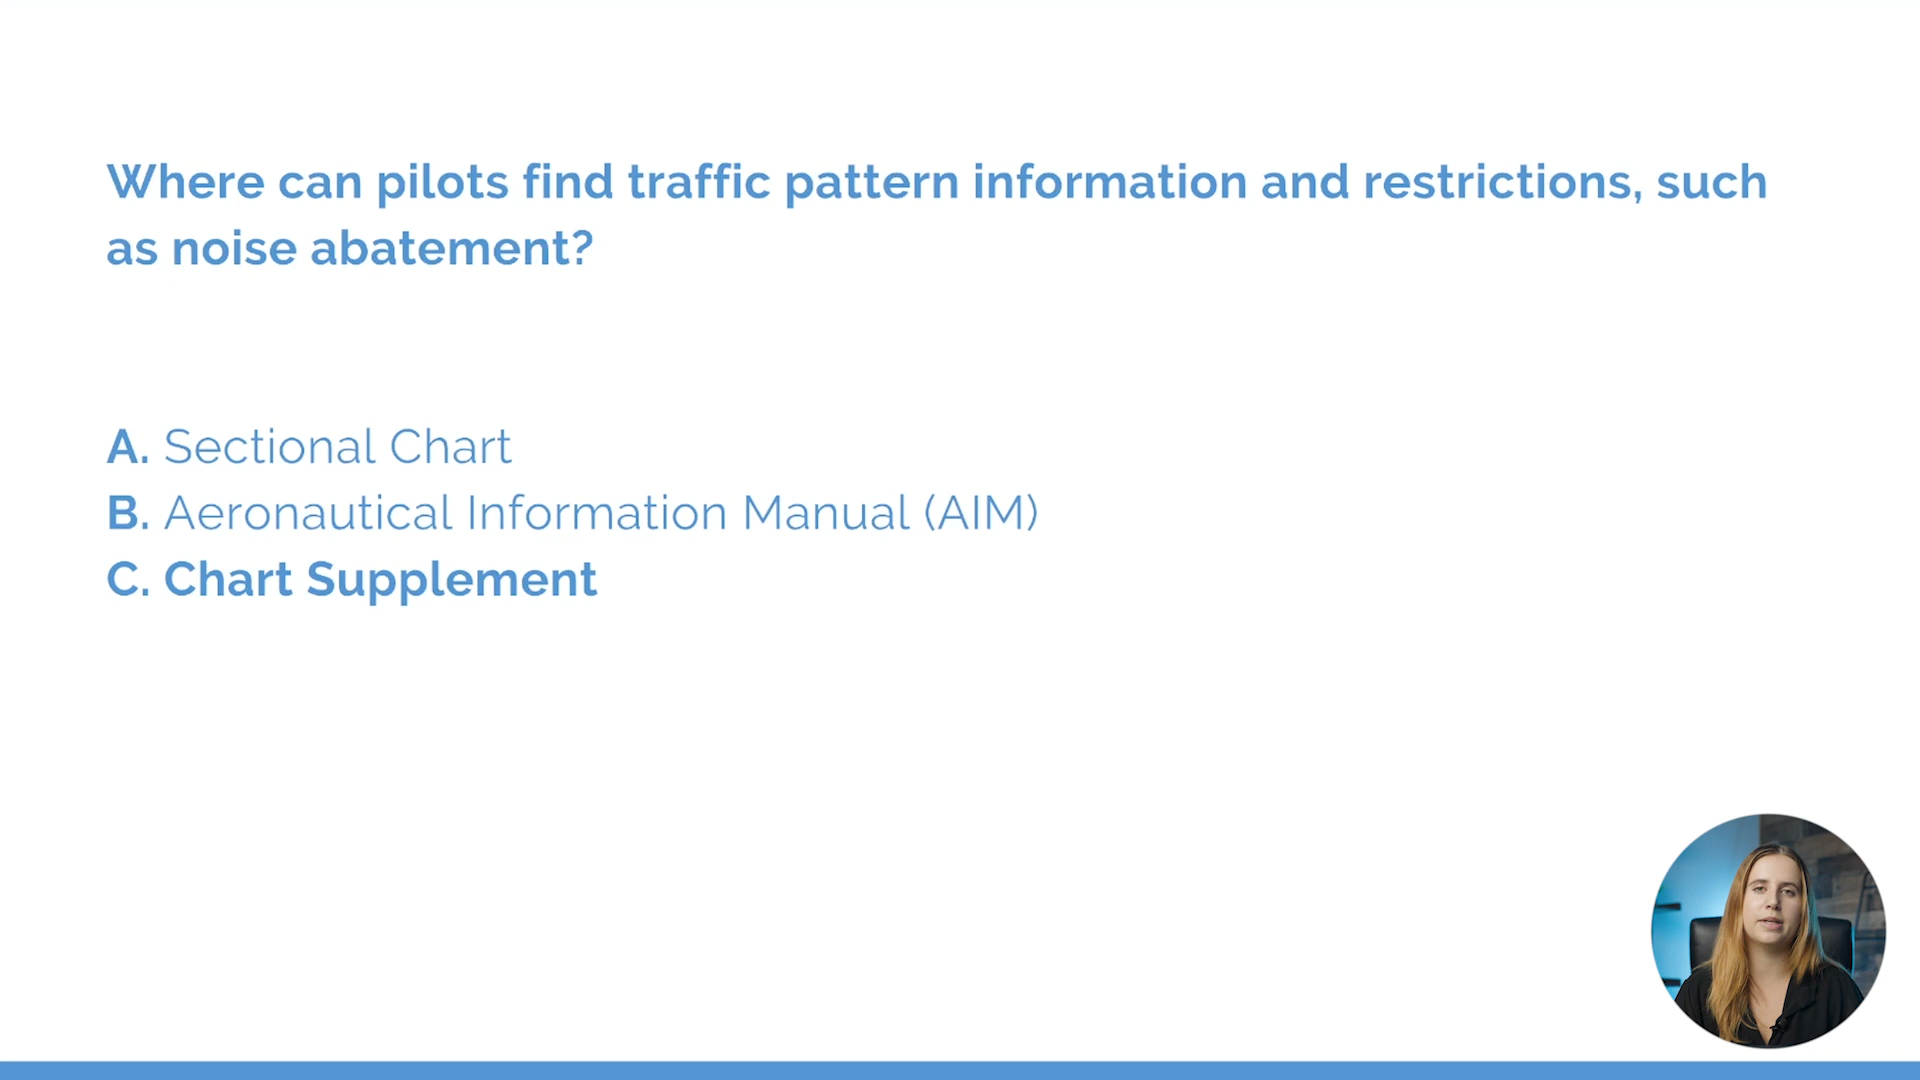 Where can pilots find traffic pattern information and restrictions, such
as noise abatement?
A. Sectional Chart
B. Aeronautical Information Manual (AIM)
C. Chart Supplement